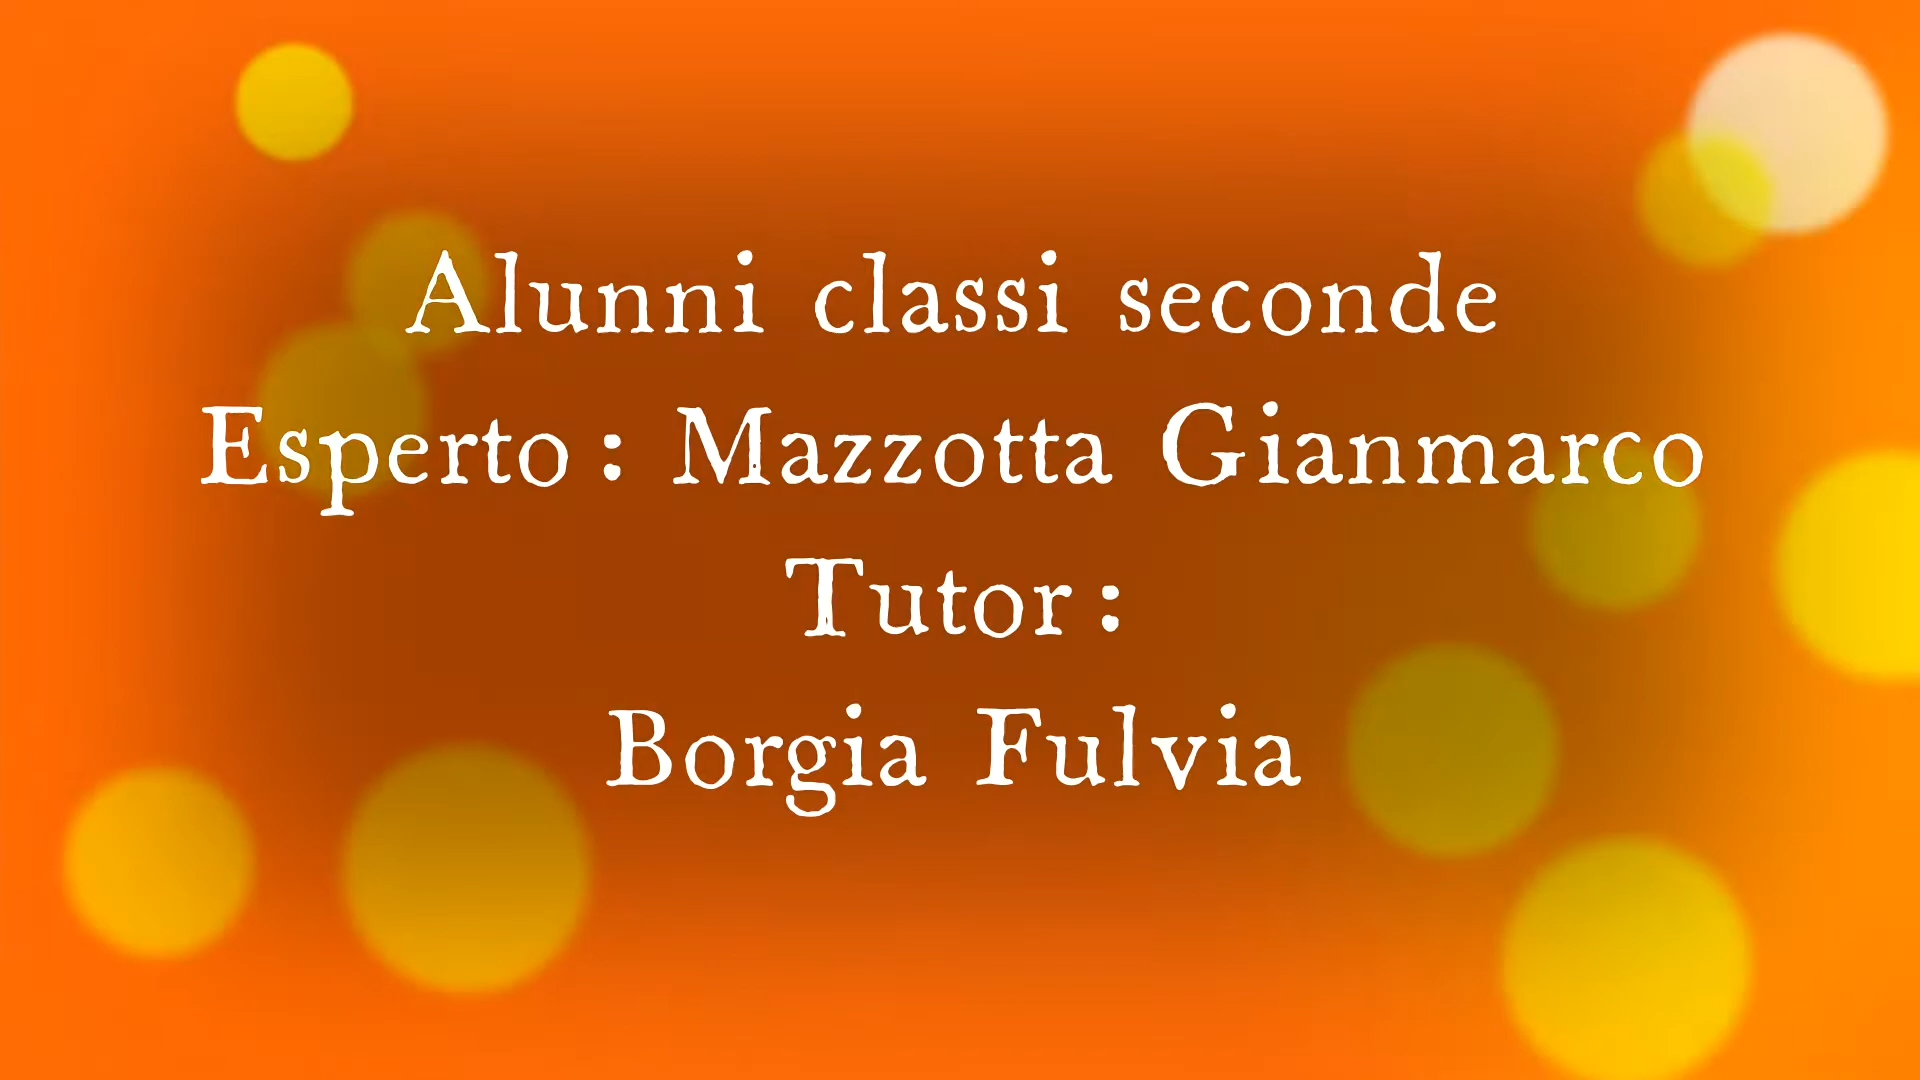 Alunni classi seconde
Esperto: Mazzotta Gianmarco
Tutor:
Borgia Fulvia